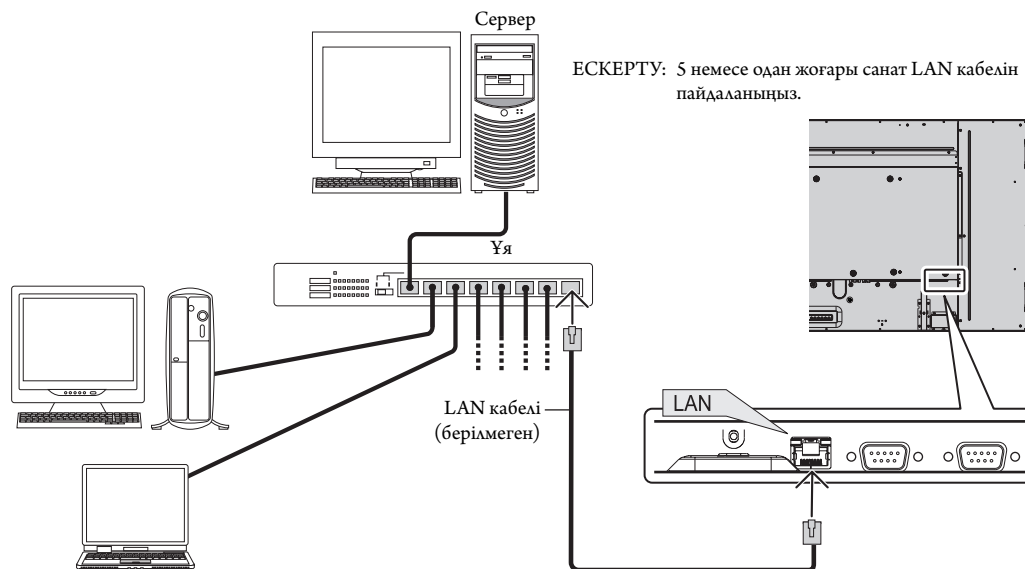 Сервер
ЕСКЕРТУ: 5 немесе одан жоғары санат LAN кабелін
пайдаланыңыз.
Ұя
LAN кабелі
(берілмеген)
LAN